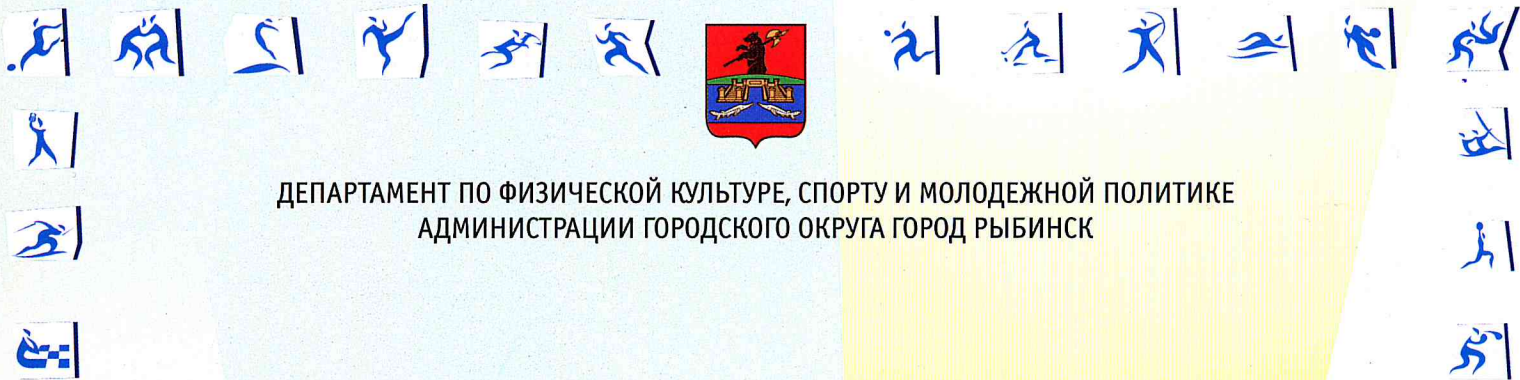 ДЕПАРТАМЕНТ ПО ФИЗИЧЕСКОЙ КУЛЬТУРЕ, СПОРТУ И МОЛОДЕЖНОЙ ПОЛИТИКЕ
АДМИНИСТРАЦИИ ГОРОДСКОГО ОКРУГА ГОРОД РЫБИНСК